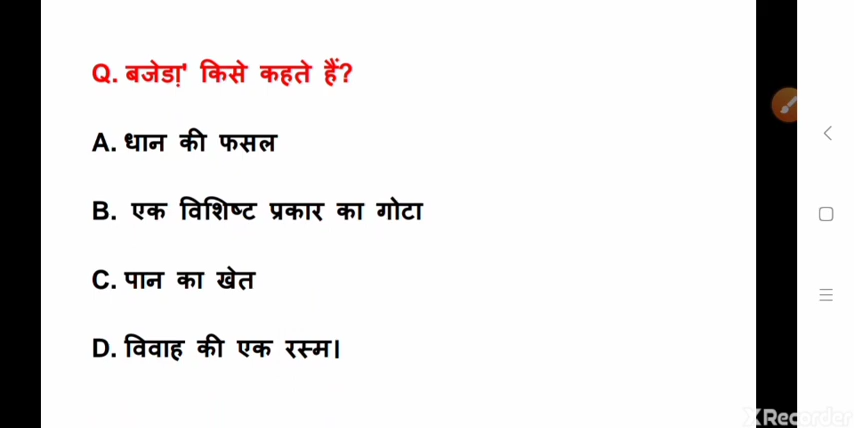 Q. बजेडा़' किसे कहते हैं?
A. धान की फसल
B. एक विशिष्ट प्रकार का गोटा
C. पान का खेत
D. विवाह की एक रस्म।
XRecorder